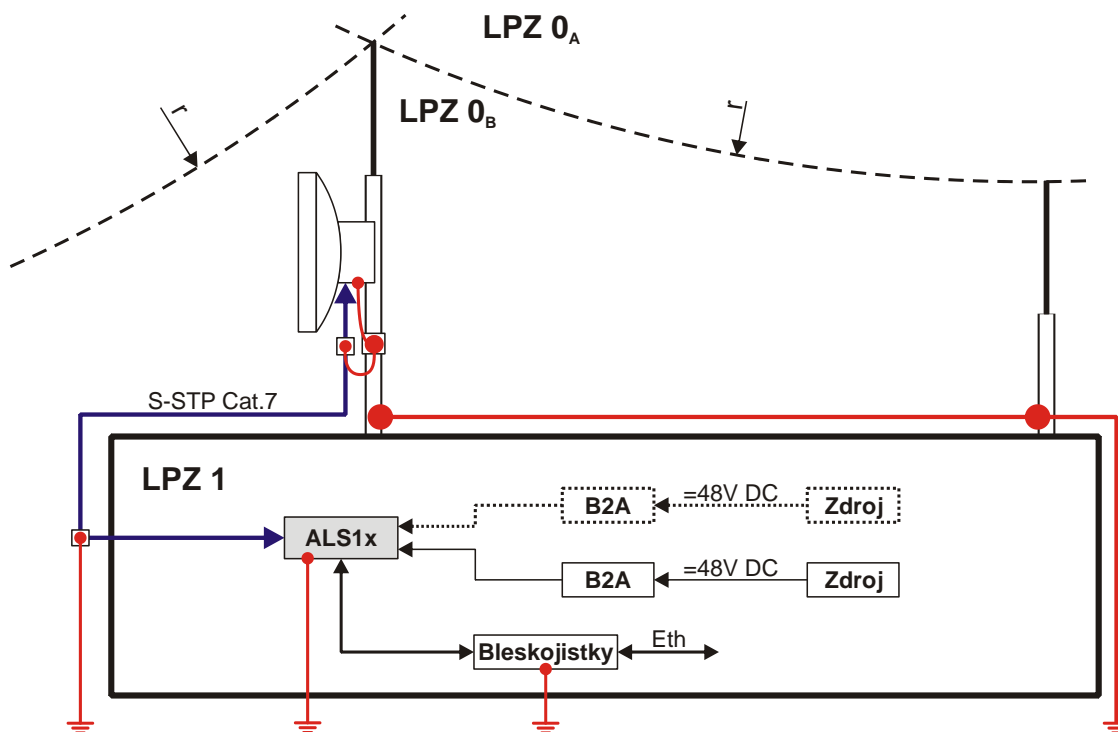 LPZ 0A
LPZ 0B
r
r
S-STP Cat.7
LPZ 1
B2A
=48V DC
Zdroj
ALS1x
B2A
=48V DC
Zdroj
Bleskojistky
Eth